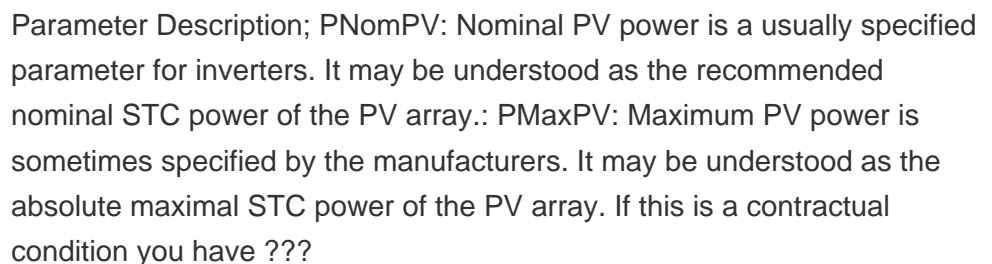 Parameter Description; PNomPV: Nominal PV power is a usually specified
parameter for inverters. It may be understood as the recommended
nominal STC power of the PV array.: PMaxPV: Maximum PV power is
sometimes specified by the manufacturers. It may be understood as the
absolute maximal STC power of the PV array. If this is a contractual
condition you have ???